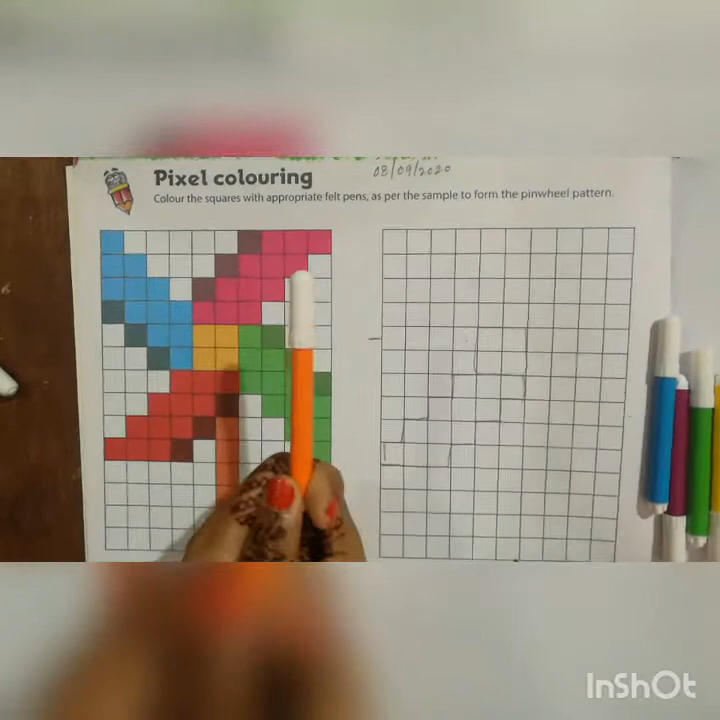 08/09/2020
Pixel colouring
Colour the squares with appropriate felt pens, as per the sample to form the pinwheel pattern.
InShOt